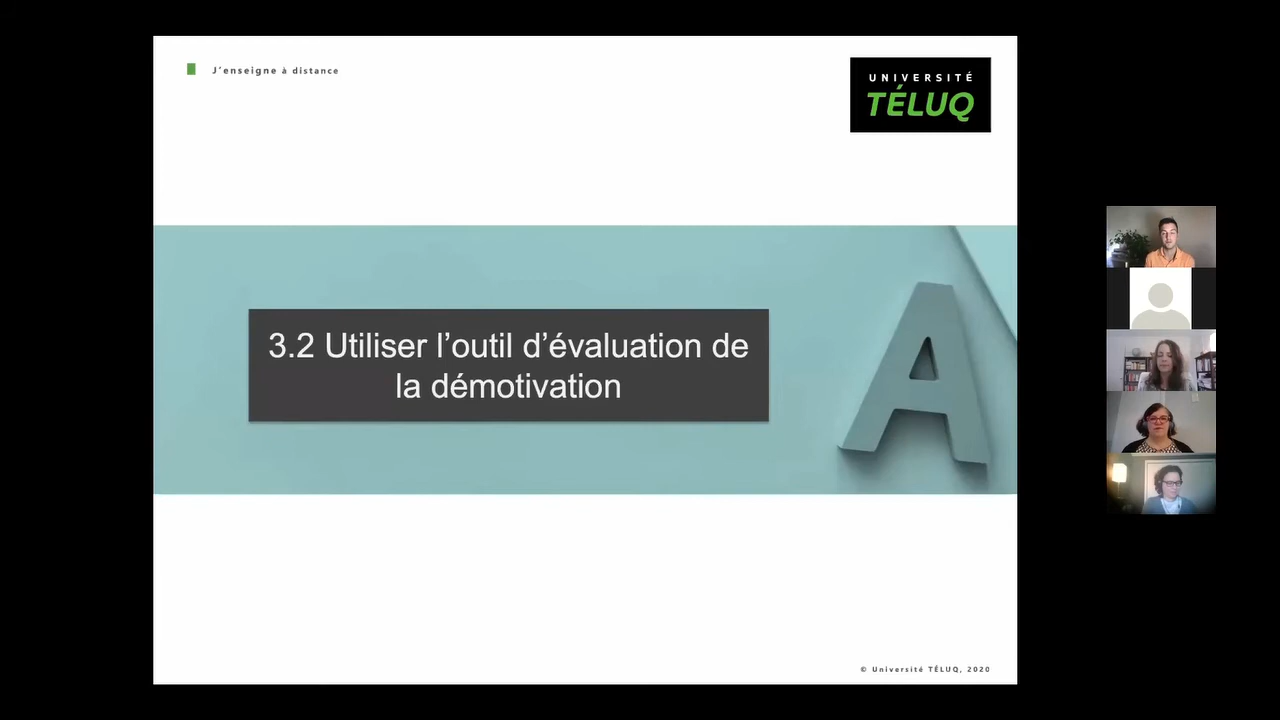 J'enseigne à distance
UNIVERSITÉ
TÉLUQ
3.2 Utiliser l’outil d’évaluation de
la démotivation
A
© Université TÉLUQ, 2020